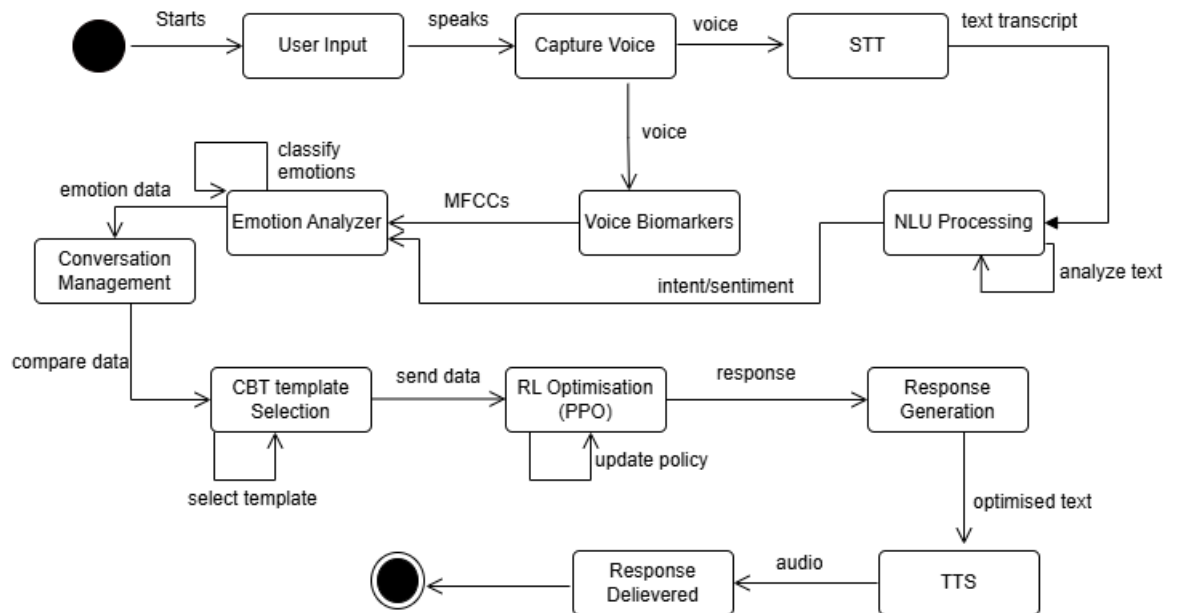 Starts
User Input
speaks
Capture Voice
voice
STT
text transcript
voice
classify
emotions
emotion data
Emotion Analyzer
MFCCs
Voice Biomarkers
NLU Processing
analyze text
intent/sentiment
Conversation
Management
compare data
CBT template
Selection
send data
RL Optimisation
(PPO)
response
Response
Generation
select template
update policy
optimised text
TTS
audio
Response
Delievered